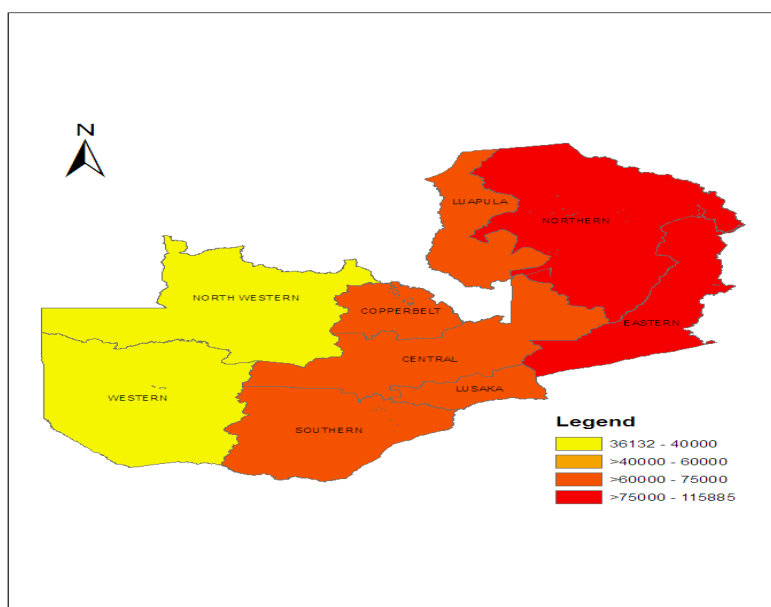 N
LUAPULA
NORTHERN
NORTH WESTERN
COPPERBELT
EASTERN
CENTRAL
LUSAKA
WESTERN
SOUTHERN
Legend
36132 - 40000
>40000 - 60000
>60000 - 75000
>75000 - 115885